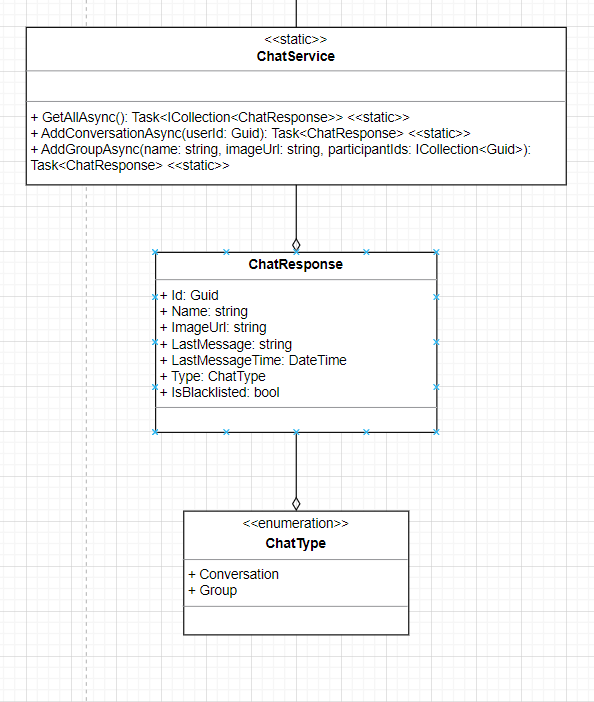 <<static>>
ChatService
+ GetAllAsync(): Task<ICollection<ChatResponse>> <<static>>
+ AddConversationAsync(userId: Guid): Task<ChatResponse> <<static>>
+ AddGroupAsync(name: string, imageUrl: string, participantIds: ICollection<Guid>):
Task<ChatResponse> <<static>>
ChatResponse
+ Id: Guid
+ Name: string
+ ImageUrl: string
+ LastMessage: string
+ LastMessageTime: DateTime
+ Type: ChatType
+ IsBlacklisted: bool
<<enumeration>>
ChatType
+ Conversation
+ Group